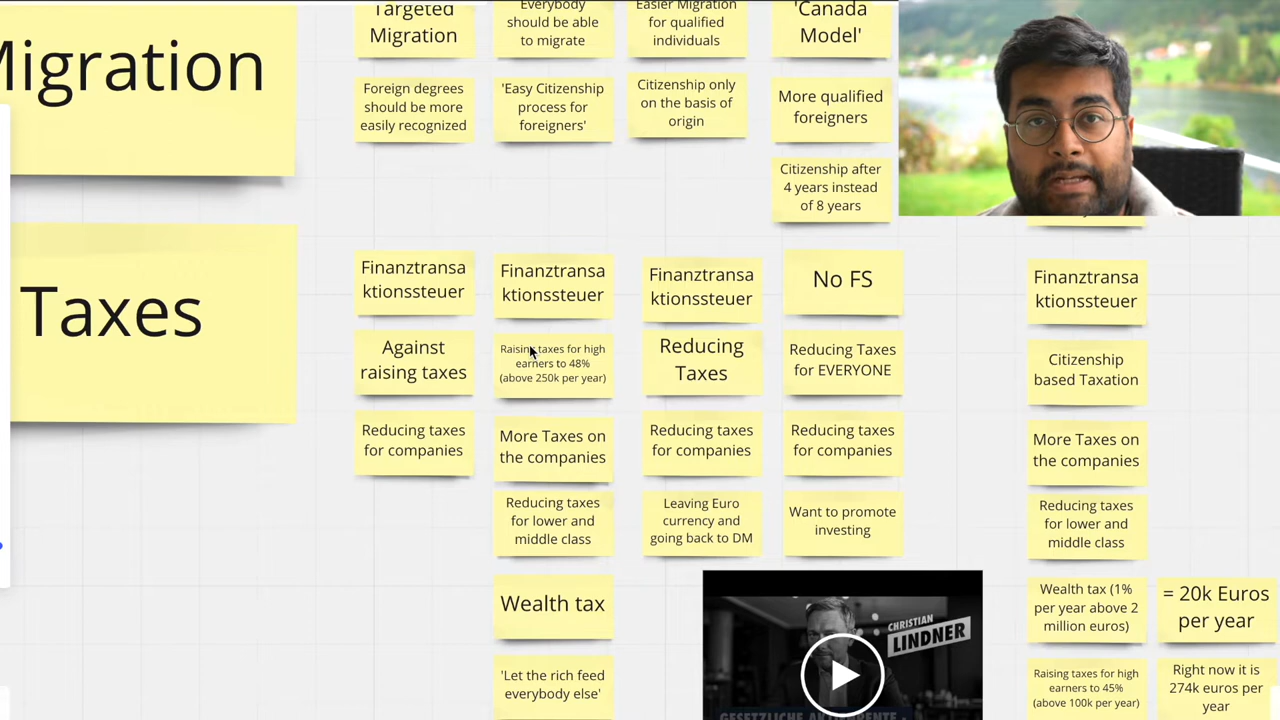 Migration
Targeted
Migration
Everybody
should be able
to migrate
Easier Migration
for qualified
individuals
'Canada
Model'
Foreign degrees
should be more
easily recognized
'Easy Citizenship
process for
foreigners'
Citizenship only
on the basis of
origin
More qualified
foreigners
Citizenship after
4 years instead
of 8 years
Taxes
Finanztransa
ktionssteuer
Finanztransa
ktionssteuer
Finanztransa
ktionssteuer
No FS
Finanztransa
ktionssteuer
Against
raising taxes
Raising taxes for high
earners to 48%
(above 250k per year)
Reducing
Taxes
Reducing Taxes
for EVERYONE
Citizenship
based Taxation
Reducing taxes
for companies
More Taxes on
the companies
Reducing taxes
for companies
Reducing taxes
for companies
More Taxes on
the companies
Reducing taxes
for lower and
middle class
Leaving Euro
currency and
going back to DM
Want to promote
investing
Reducing taxes
for lower and
middle class
Wealth tax
Wealth tax (1%
per year above 2
million euros)
= 20k Euros
per year
'Let the rich feed
everybody else'
CHRISTIAN
LINDNER
GESETZLICHE AKTIENRENTE
Raising taxes for high
earners to 45%
(above 100k per year)
Right now it is
274k euros per
year